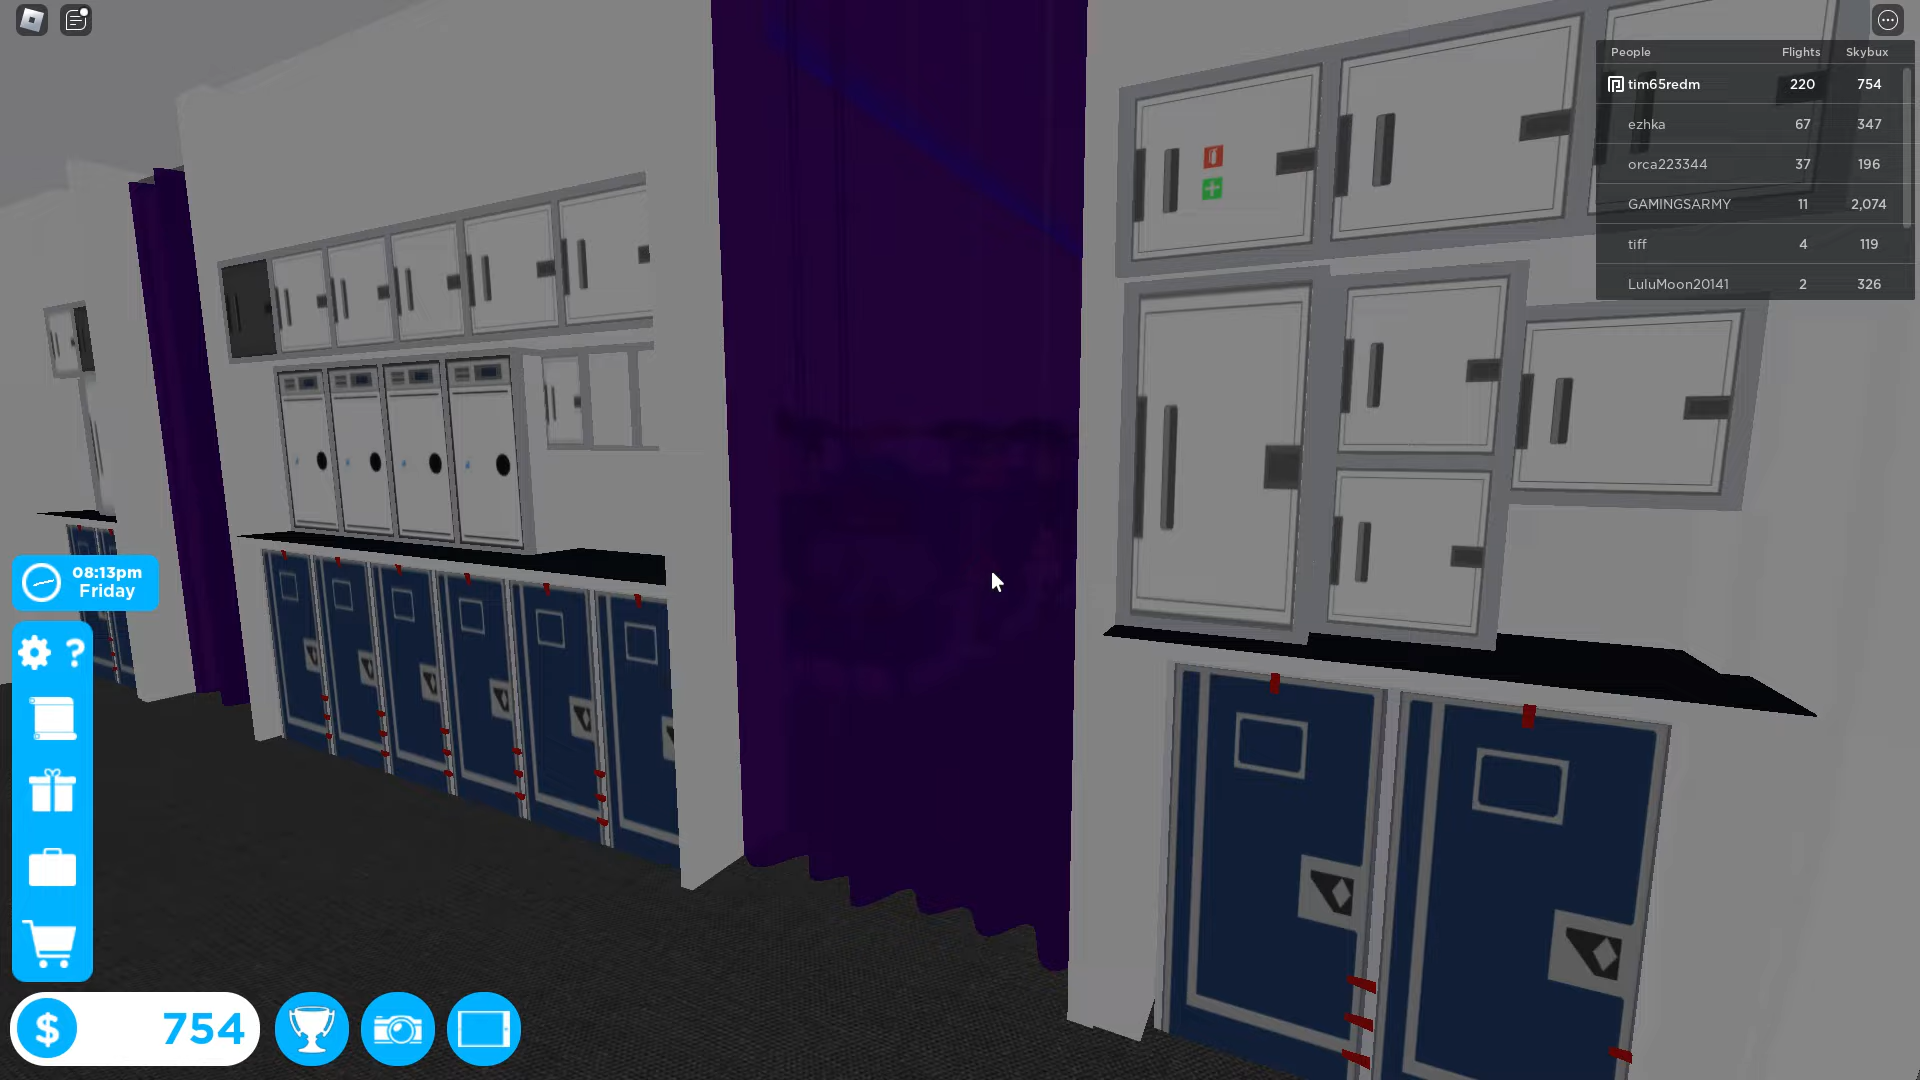 People Flights Skybux
tim65redm 220 754
ezhka 67 347
orca223344 37 196
GAMINGSARMY 11 2,074
tiff 4 119
LuluMoon20141 2 326
08:13pm
Friday
?
$ 754